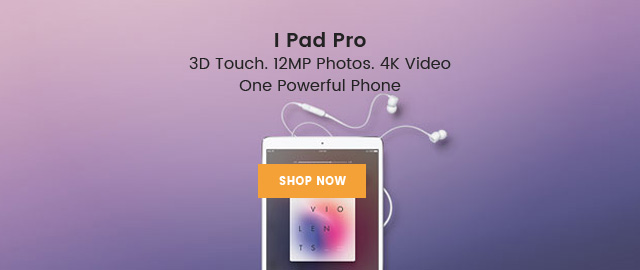 I Pad Pro
3D Touch. 12MP Photos. 4K Video
One Powerful Phone
SHOP NOW
V I O
L E N
T S